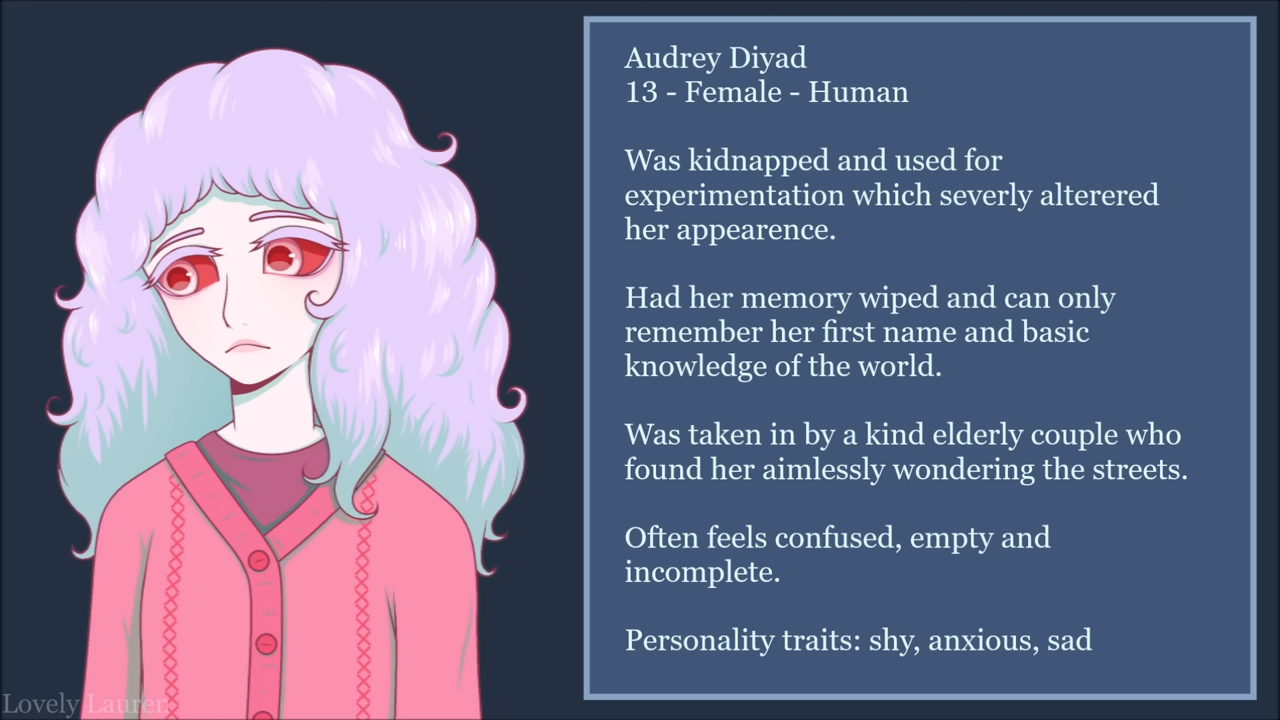 Audrey Diyad
13 - Female - Human
Was kidnapped and used for
experimentation which severly alterered
her appearence.
Had her memory wiped and can only
remember her first name and basic
knowledge of the world.
Was taken in by a kind elderly couple who
found her aimlessly wondering the streets.
Often feels confused, empty and
incomplete.
Personality traits: shy, anxious, sad
Lovely Lauren